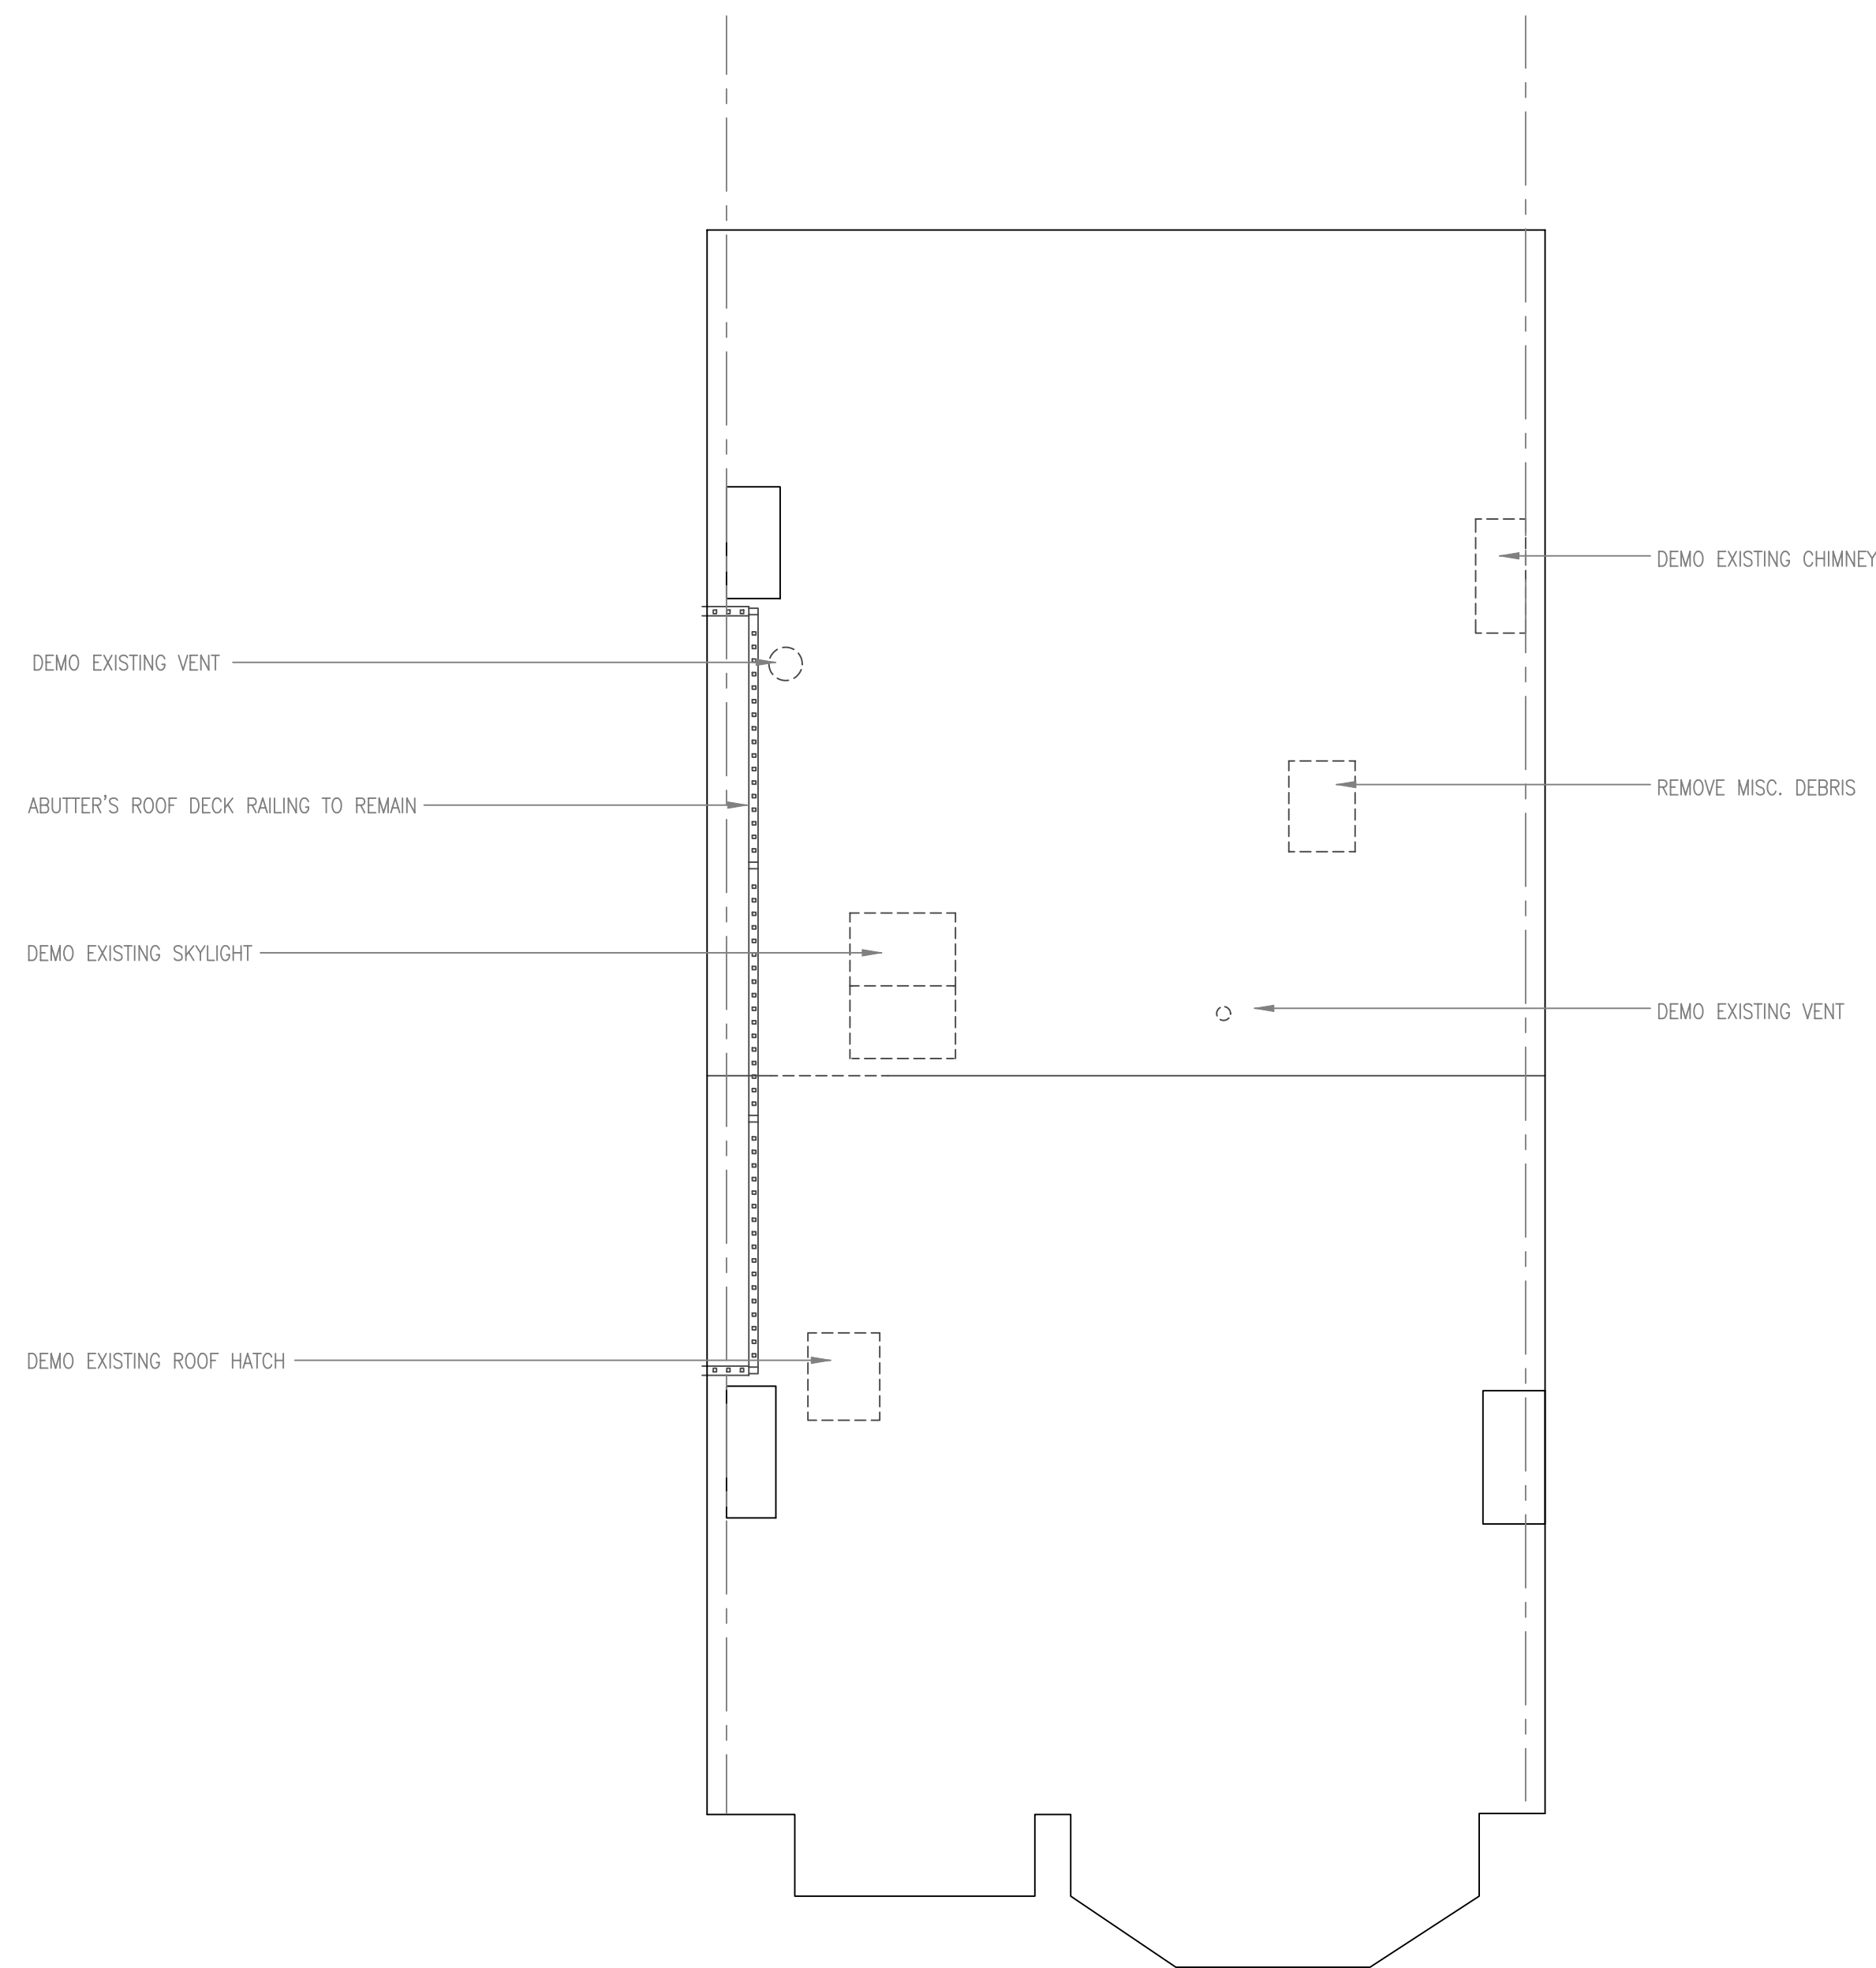 DEMO EXISTING CHIMNEY
DEMO EXISTING VENT
REMOVE MISC. DEBRIS
ABUTTER'S ROOF DECK RAILING TO REMAIN
DEMO EXISTING SKYLIGHT
DEMO EXISTING VENT
DEMO EXISTING ROOF HATCH